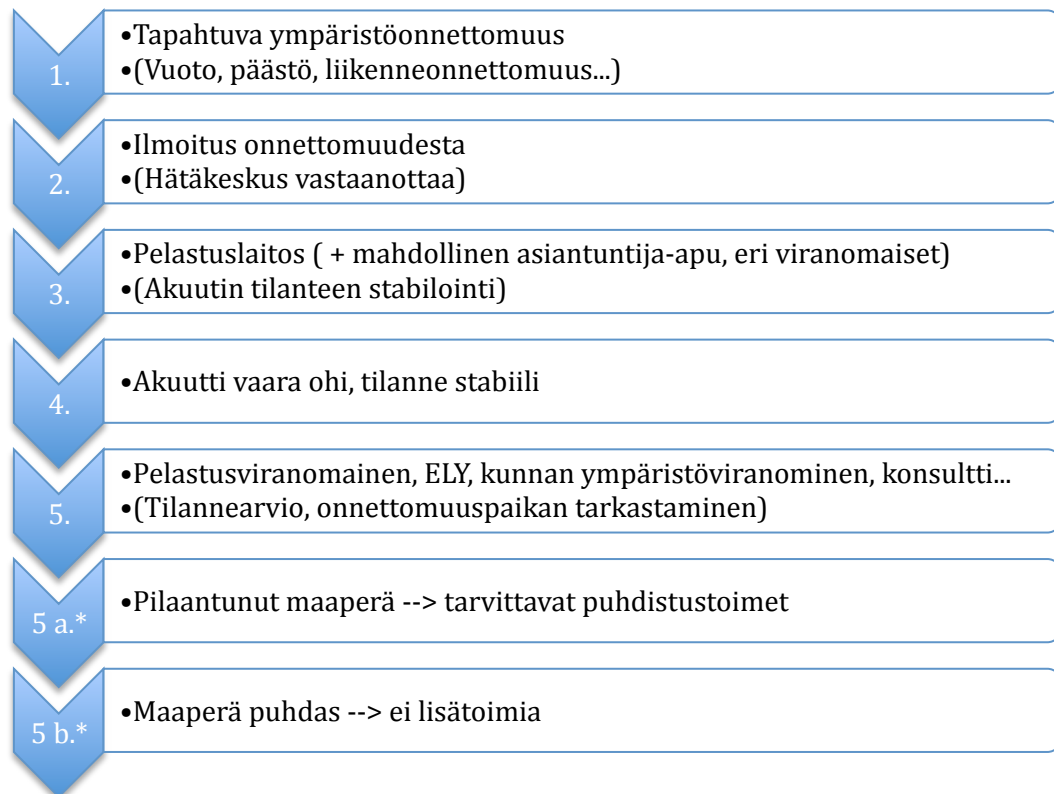 1.
•Tapahtuva ympäristöonnettomuus
•(Vuoto, päästö, liikenneonnettomuus...)
2.
•Ilmoitus onnettomuudesta
•(Hätäkeskus vastaanottaa)
3.
•Pelastuslaitos ( + mahdollinen asiantuntija-apu, eri viranomaiset)
•(Akuutin tilanteen stabilointi)
4.
•Akuutti vaara ohi, tilanne stabiili
5.
•Pelastusviranomainen, ELY, kunnan ympäristöviranominen, konsultti...
•(Tilannearvio, onnettomuuspaikan tarkastaminen)
5 a.*
•Pilaantunut maaperä --> tarvittavat puhdistustoimet
5 b.*
•Maaperä puhdas --> ei lisätoimia